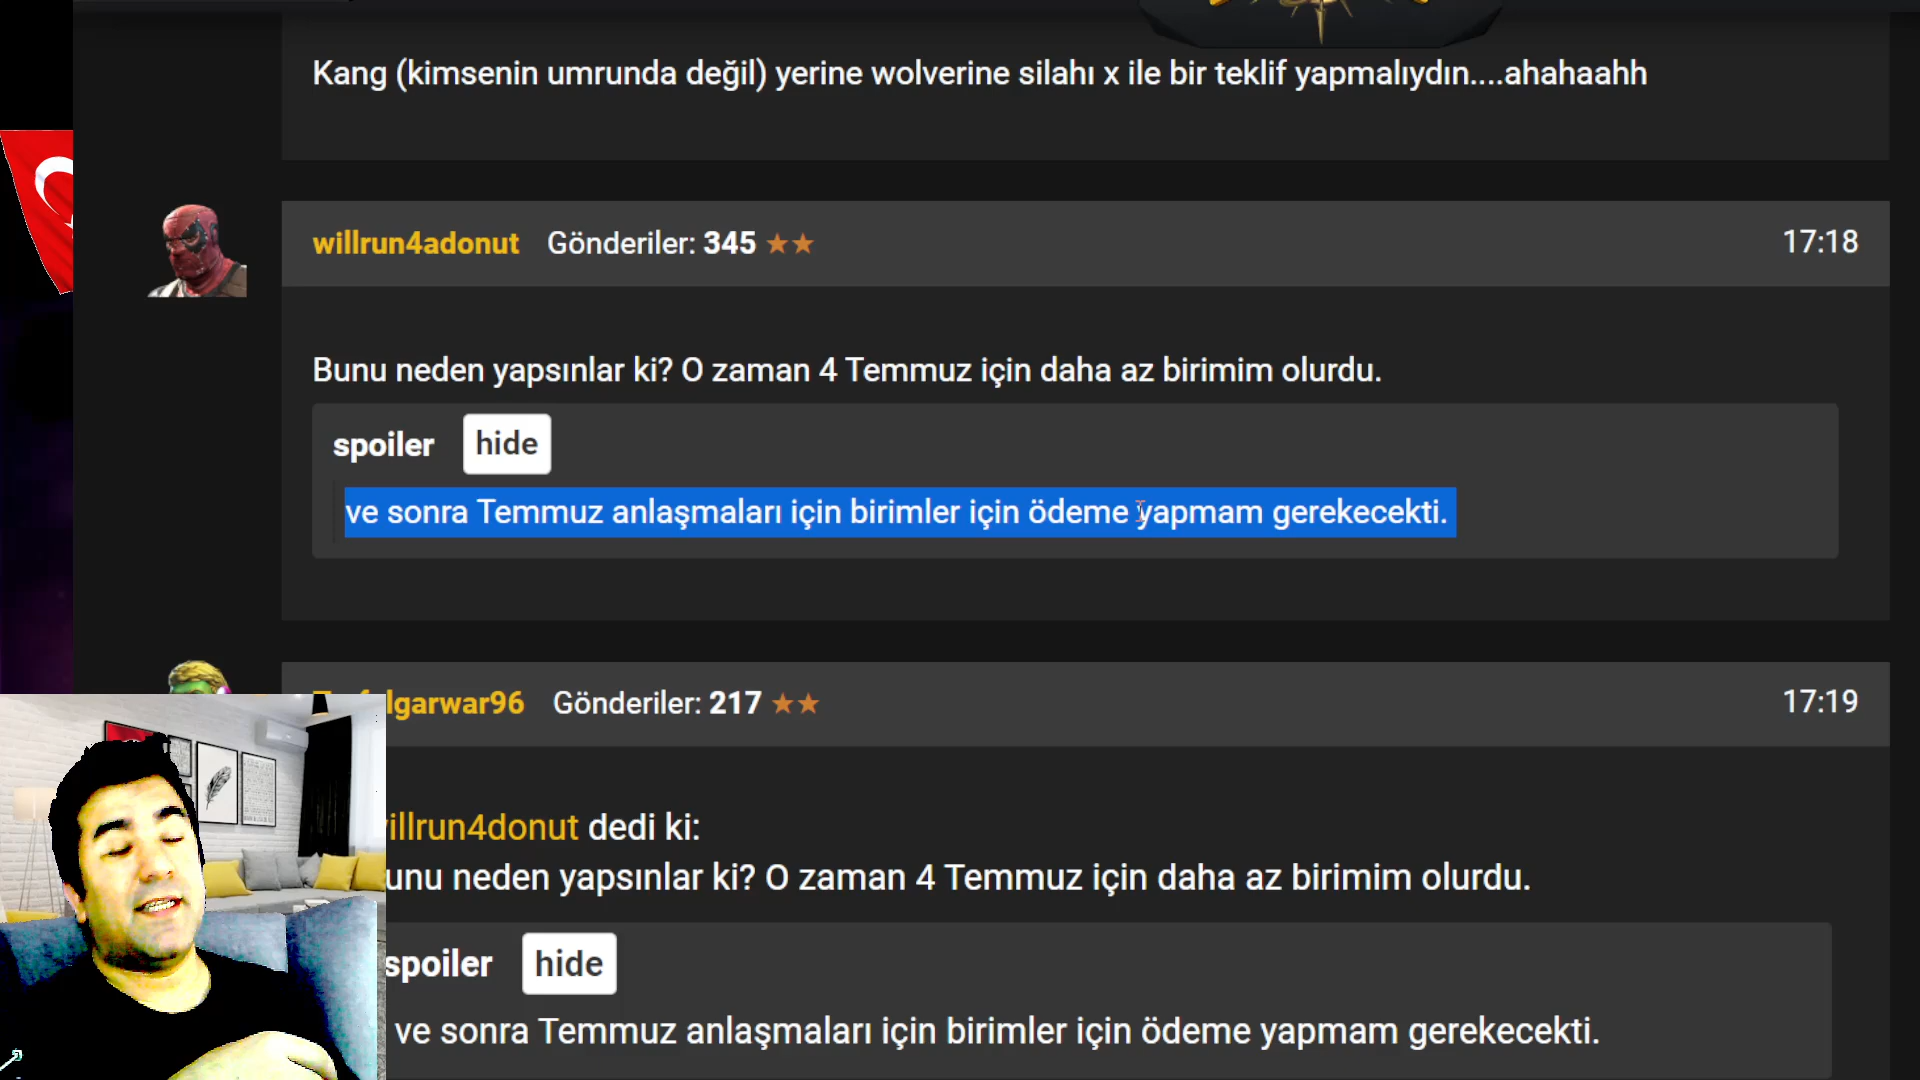 Kang (kimsenin umrunda değil) yerine wolverine silahı x ile bir teklif yapmalıydın....ahahaahh
willrun4adonut Gönderiler: 345 ★★ 17:18
Bunu neden yapsınlar ki? O zaman 4 Temmuz için daha az birimim olurdu.
spoiler hide
ve sonra Temmuz anlaşmaları için birimler için ödeme yapmam gerekecekti.
lgarwar96 Gönderiler: 217 ★★ 17:19
illrun4donut dedi ki:
unu neden yapsınlar ki? O zaman 4 Temmuz için daha az birimim olurdu.
spoiler hide
ve sonra Temmuz anlaşmaları için birimler için ödeme yapmam gerekecekti.